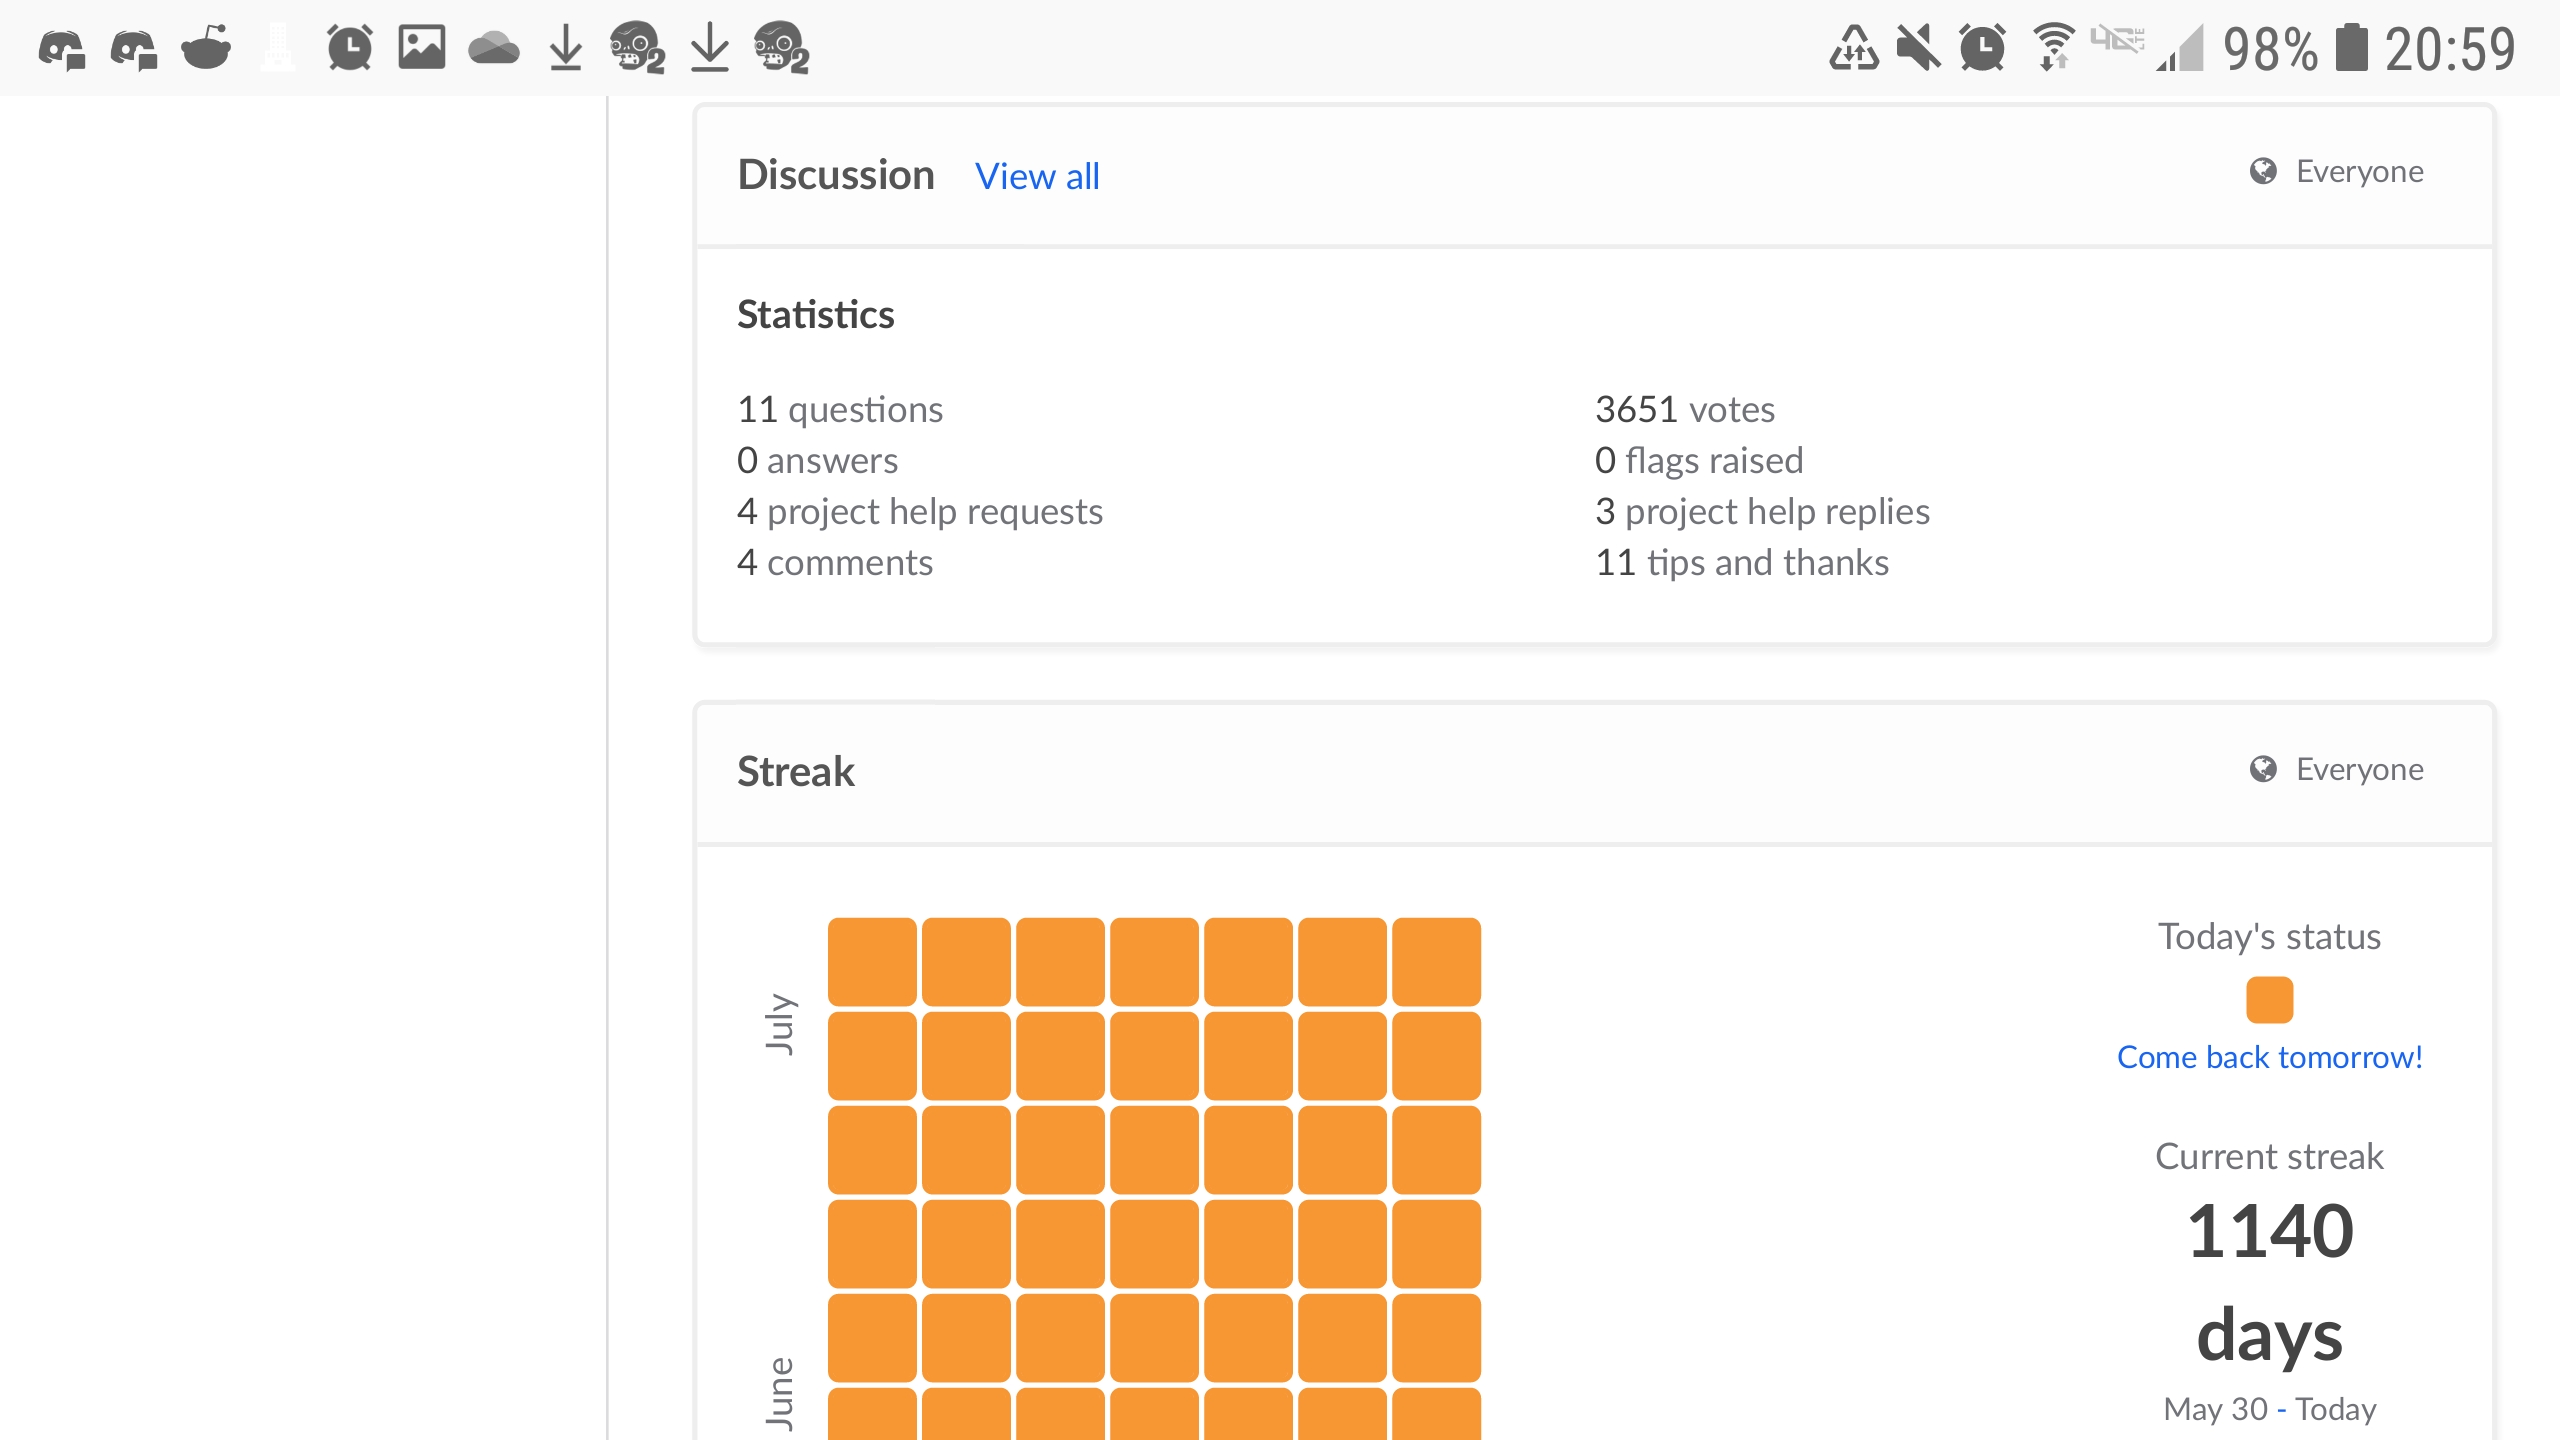 98% 20:59
Discussion View all Everyone
Statistics
11 questions
0 answers
4 project help requests
4 comments
3651 votes
0 flags raised
3 project help replies
11 tips and thanks
Streak Everyone
July
June
Today's status
Come back tomorrow!
Current streak
1140
days
May 30 - Today